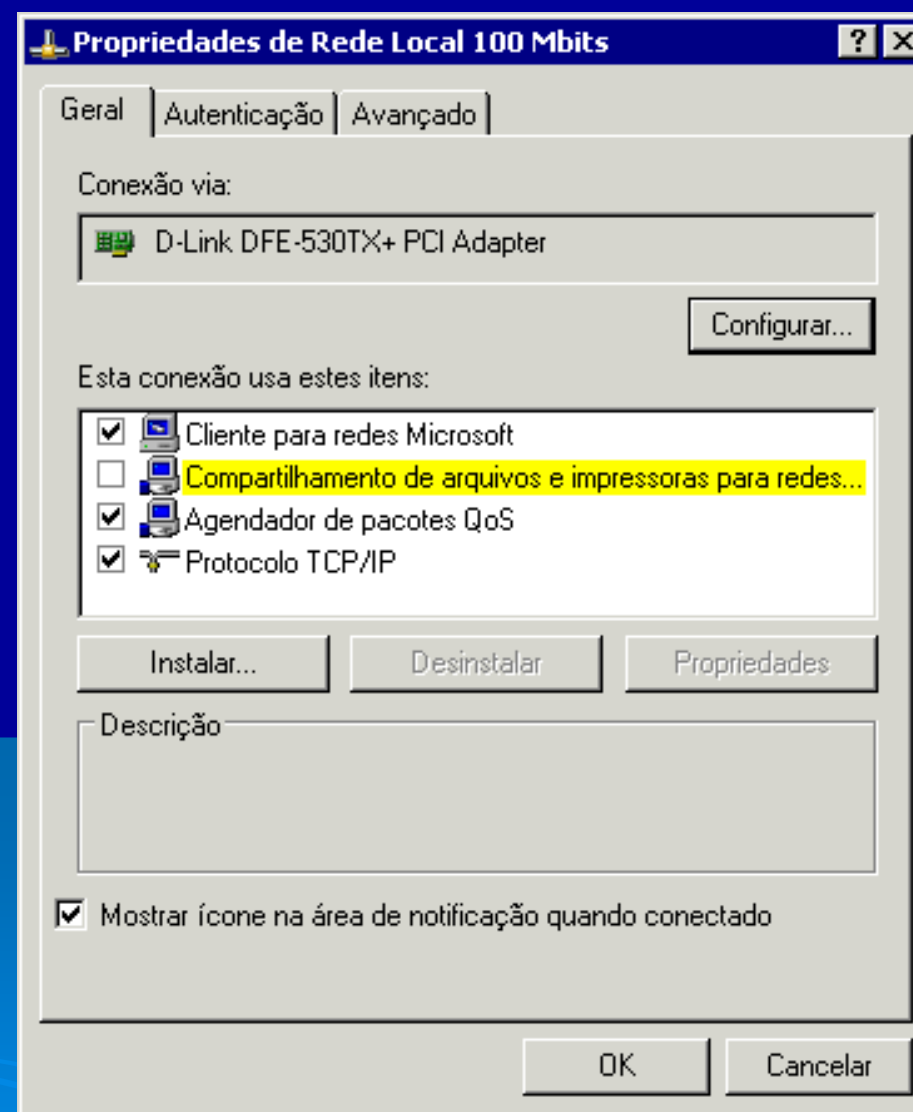 Propriedades de Rede Local 100 Mbits
Geral Autenticação Avançado
Conexão via:
D-Link DFE-530TX+ PCI Adapter
Configurar...
Esta conexão usa estes itens:
Cliente para redes Microsoft
Compartilhamento de arquivos e impressoras para redes...
Agendador de pacotes QoS
Protocolo TCP/IP
Instalar... Desinstalar Propriedades
Descrição
Mostrar ícone na área de notificação quando conectado
OK Cancelar